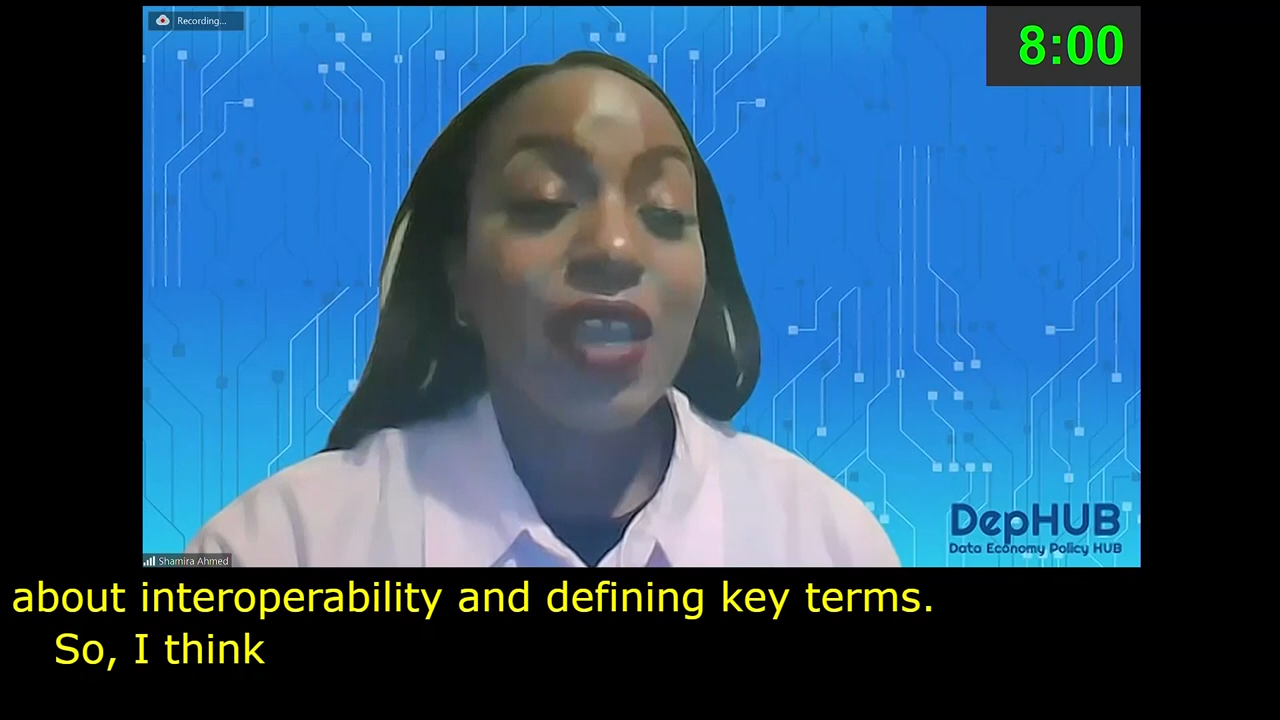 Recording...
8:00
DepHUB
Data Economy Policy HUB
Shamira Ahmed
about interoperability and defining key terms.
So, I think